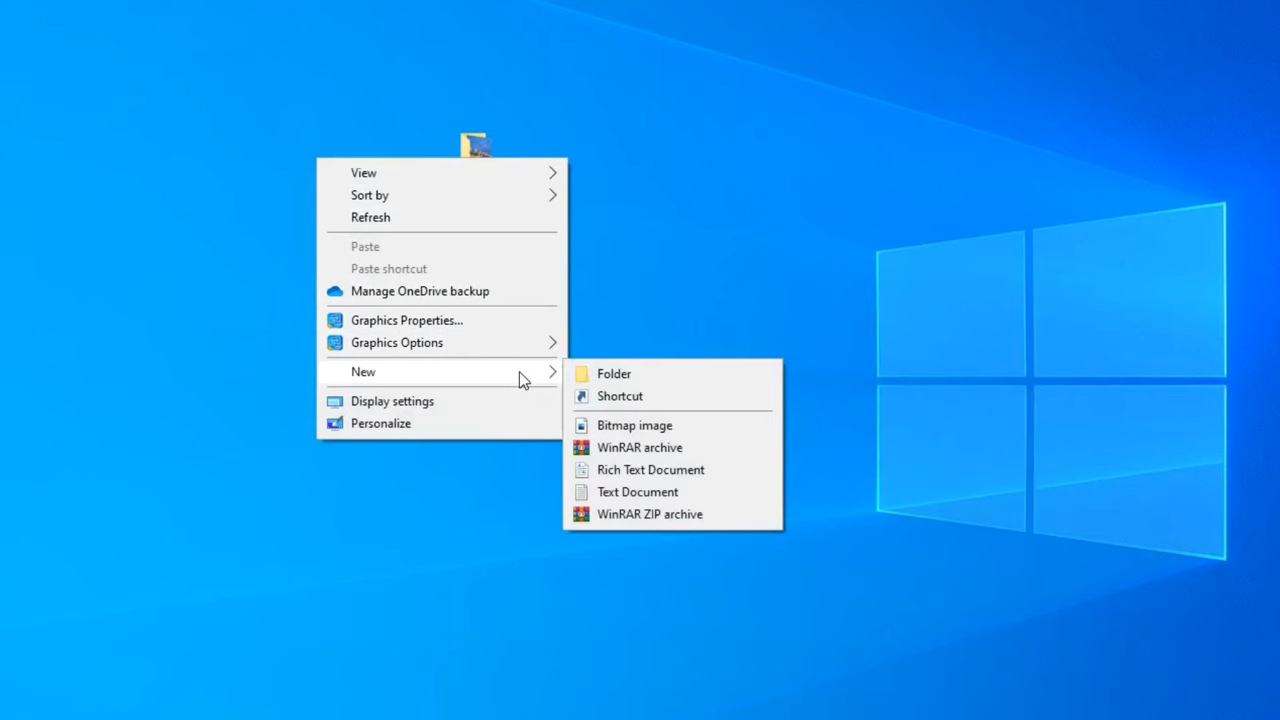 View
Sort by
Refresh
Paste
Paste shortcut
Manage OneDrive backup
Graphics Properties...
Graphics Options
New
Display settings
Personalize
Folder
Shortcut
Bitmap image
WinRAR archive
Rich Text Document
Text Document
WinRAR ZIP archive